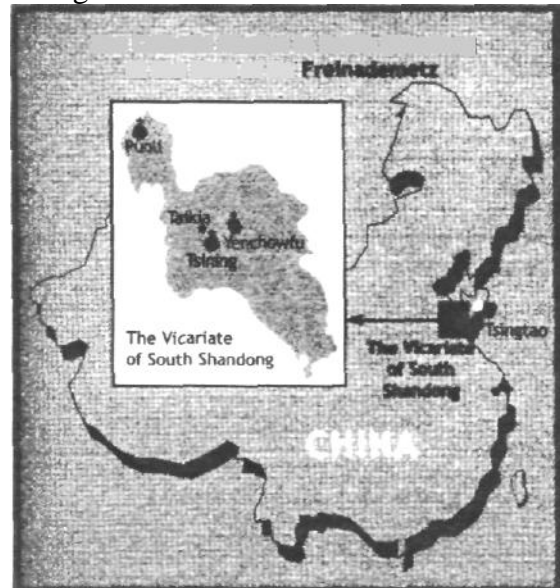 Freinademetz
Puoli
Taikia
Yenchowfu
Tsining
The Vicariate
of South Shandong
Tsingtao
The Vicariate
of South
Shandong
CHINA